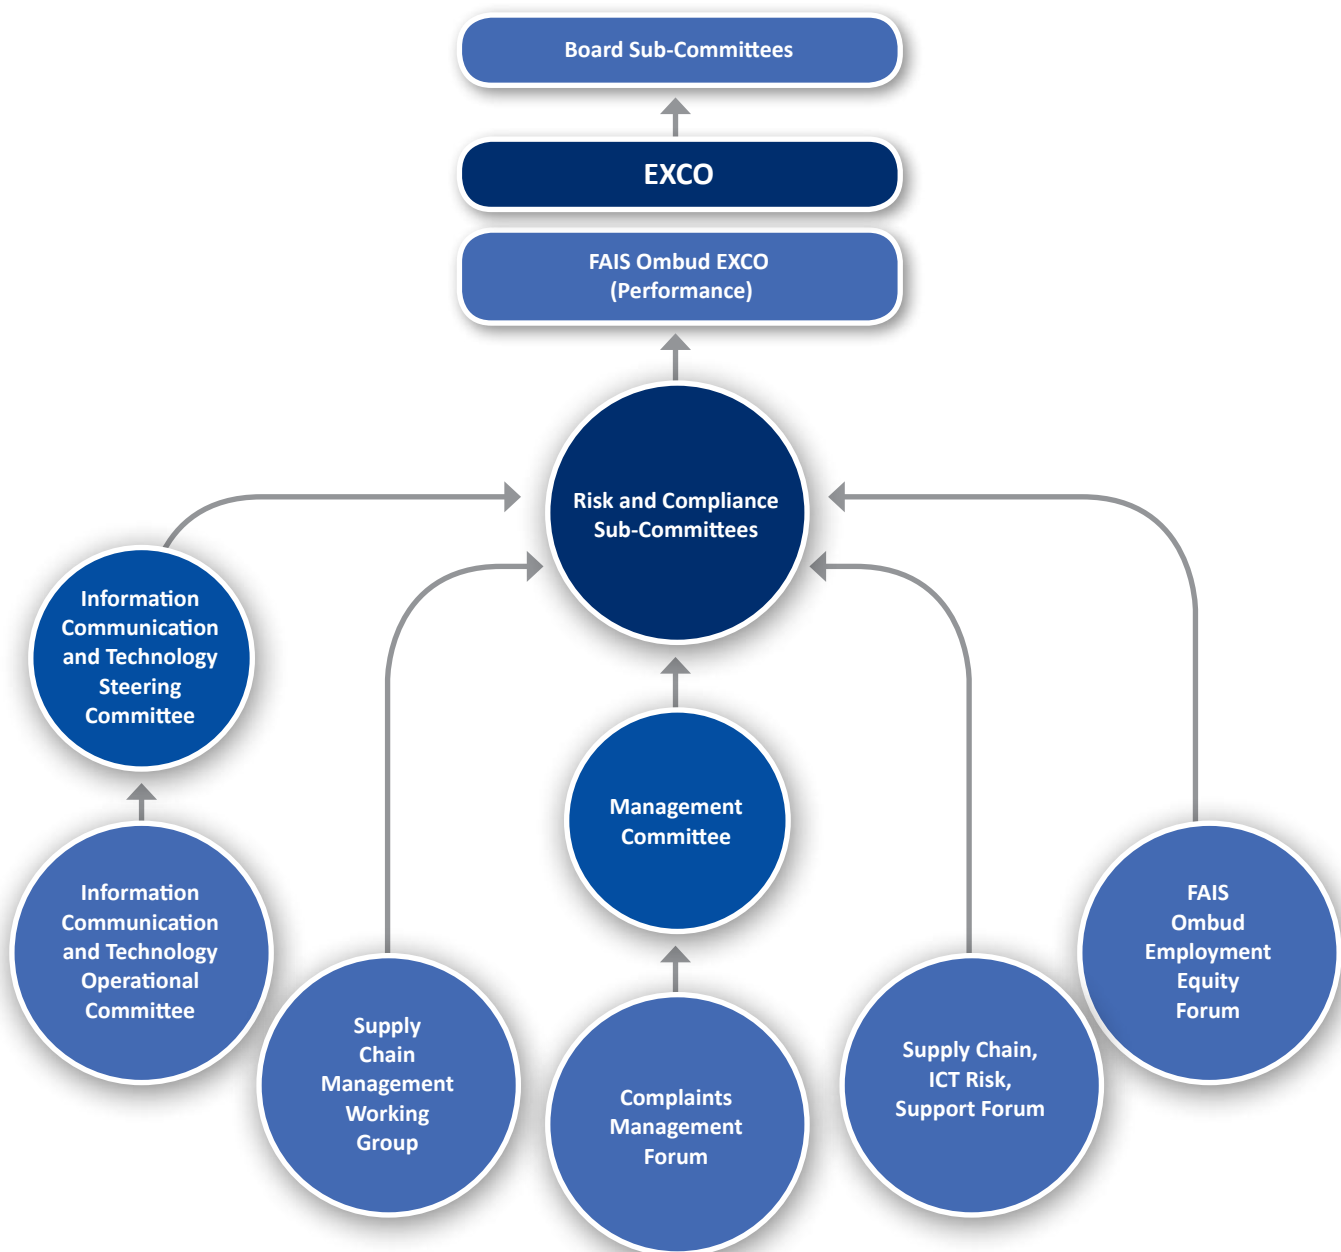 Board Sub-Committees
EXCO
FAIS Ombud EXCO
(Performance)
Risk and Compliance
Sub-Committees
Information
Communication
and Technology
Steering
Committee
Management
Committee
Information
Communication
and Technology
Operational
Committee
Supply
Chain
Management
Working
Group
Complaints
Management
Forum
Supply Chain,
ICT Risk,
Support Forum
FAIS
Ombud
Employment
Equity
Forum